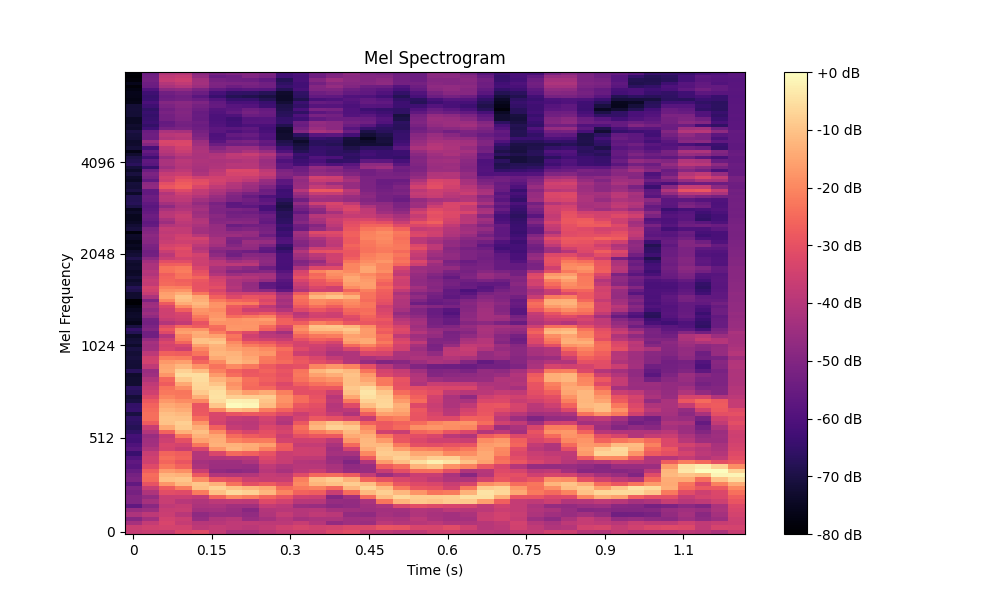 Mel Spectrogram
+0 dB
-10 dB
-20 dB
-30 dB
-40 dB
-50 dB
-60 dB
-70 dB
-80 dB
Mel Frequency
4096
2048
1024
512
0
0 0.15 0.3 0.45 0.6 0.75 0.9 1.1
Time (s)